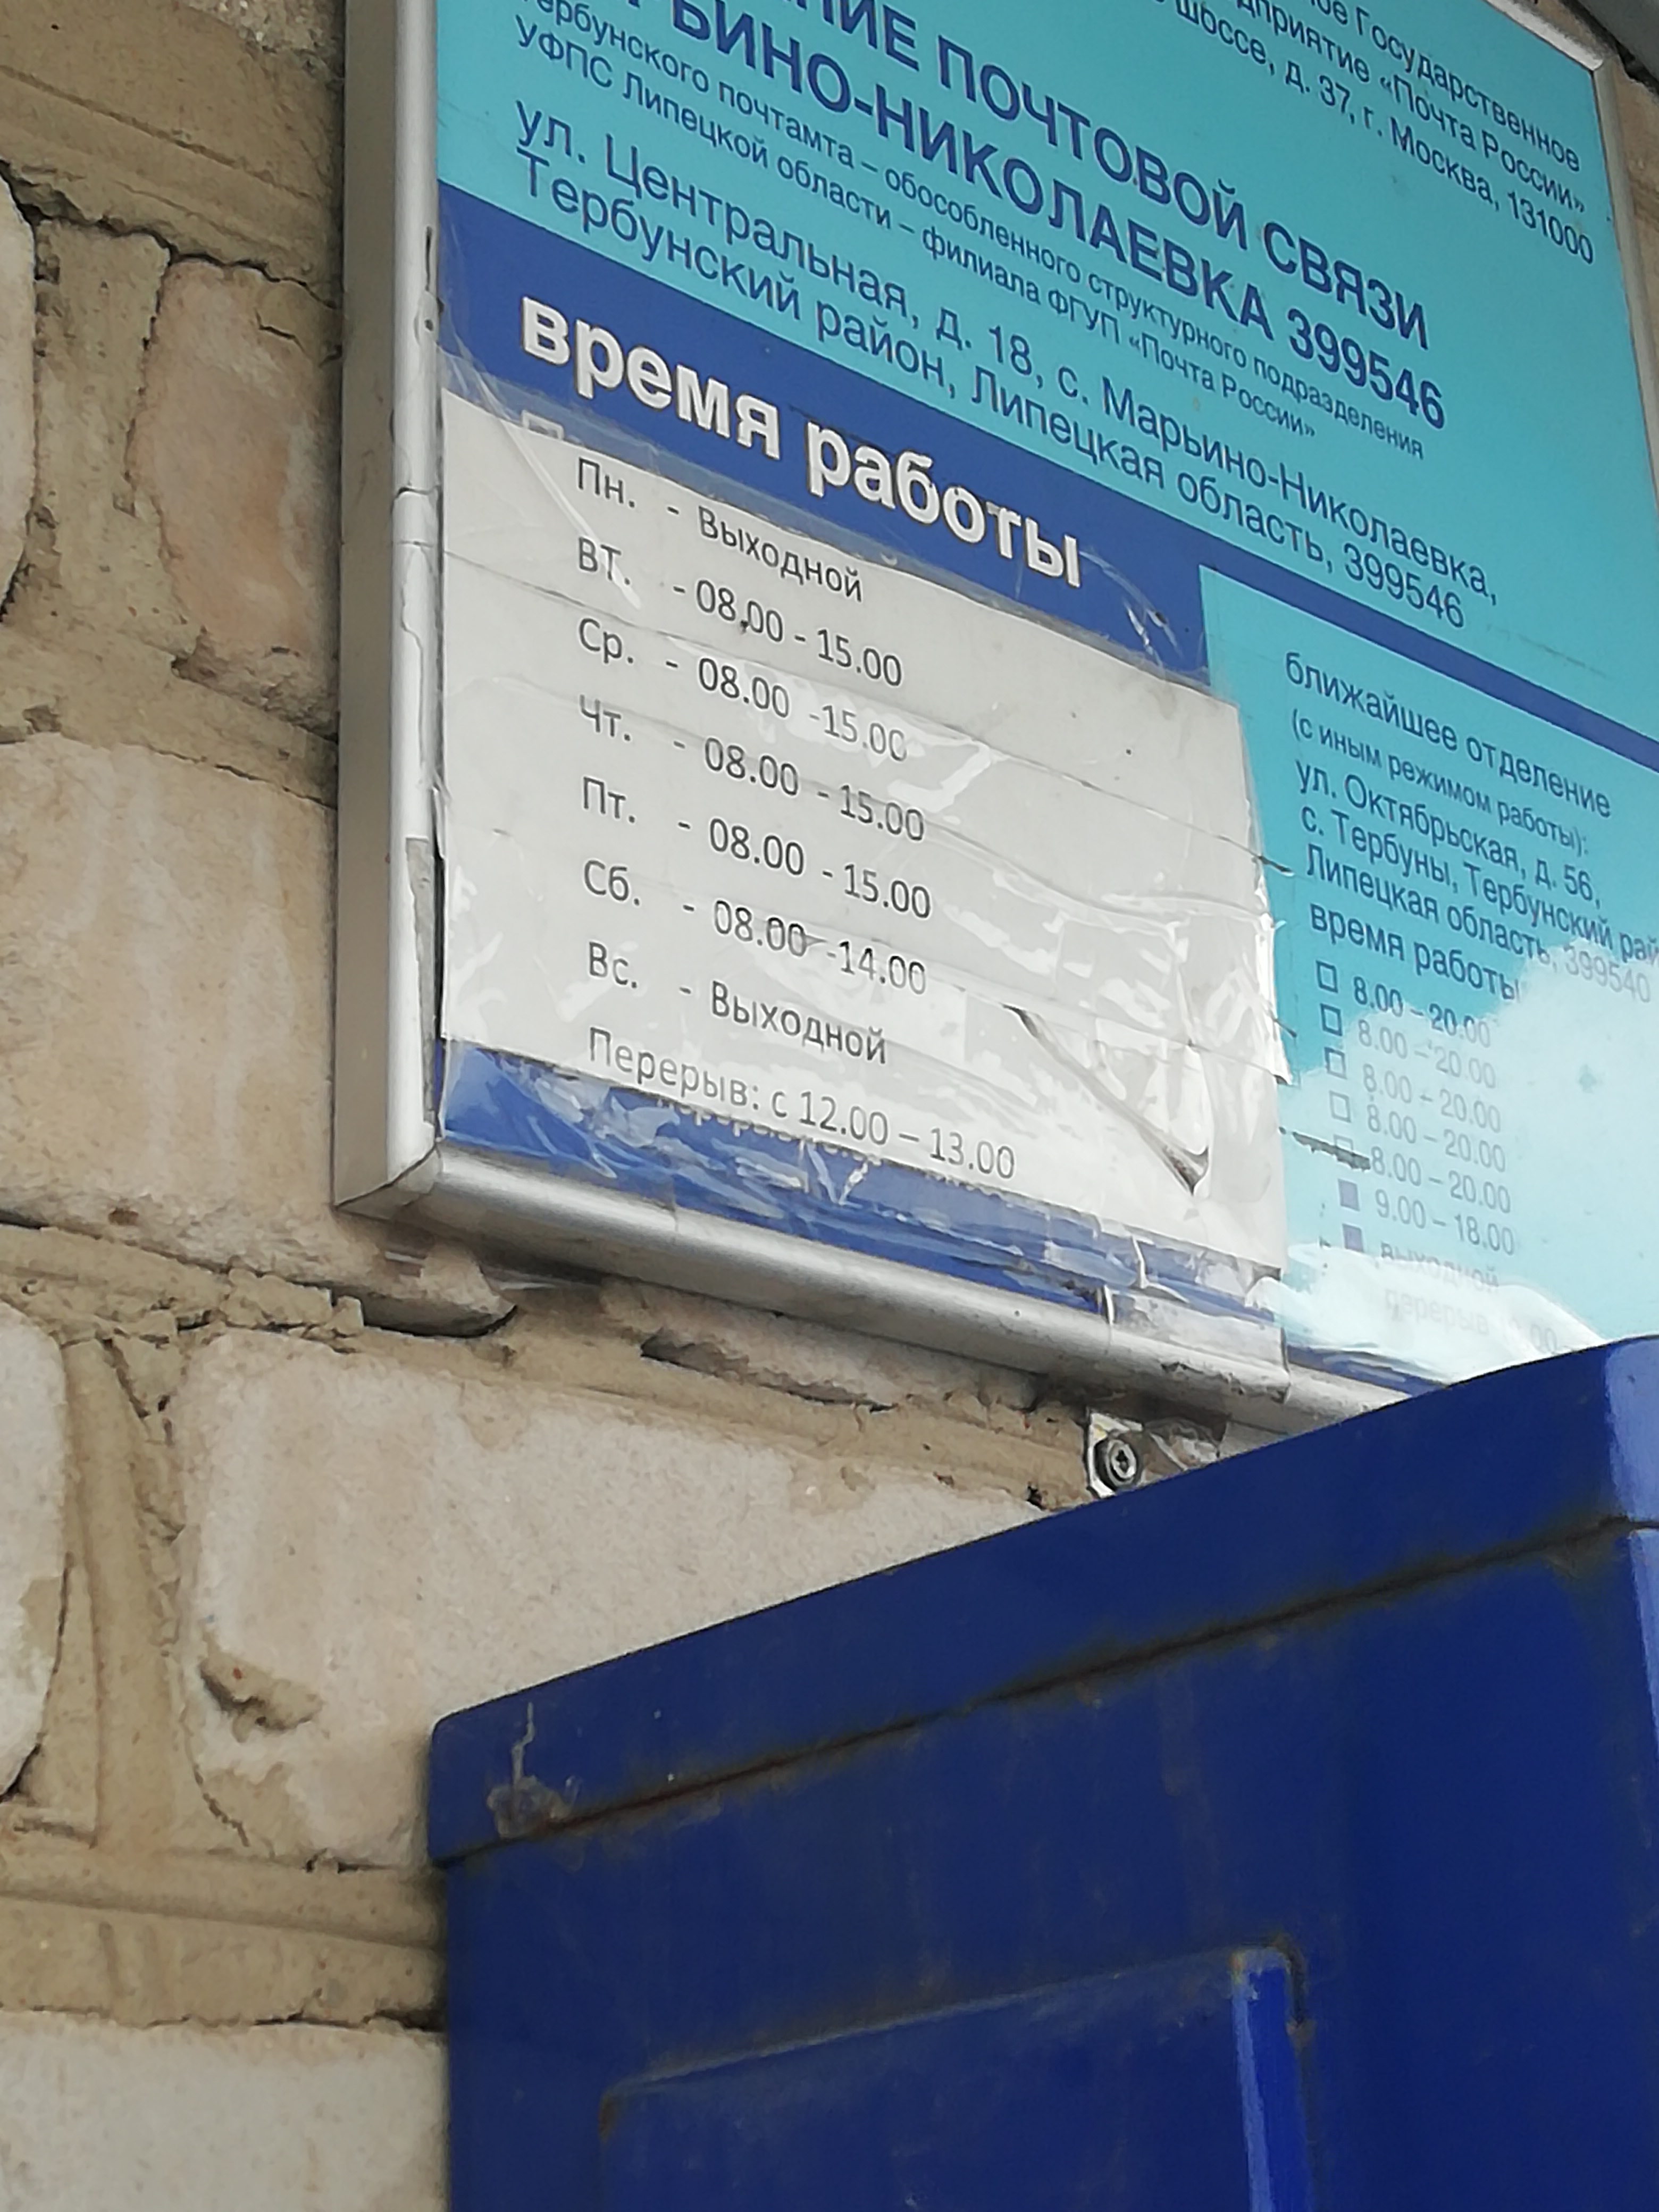 Государственное
«Почта России»
шоссе, д. 37, г. Москва, 131000
ПОЧТОВОЙ СВЯЗИ
НИКОЛАЕВКА 399546
почтамта – обособленного структурного подразделения
УФПС Липецкой области – филиала ФГУП «Почта России»
ул. Центральная, д. 18, с. Марьино-Николаевка,
Тербунский район, Липецкая область, 399546
время работы
Пн. - Выходной
Вт. - 08,00 - 15.00
Ср. - 08.00 -15.00
Чт. - 08.00 - 15.00
Пт. - 08.00 - 15.00
Сб. - 08.00 -14.00
Вс. - Выходной
Перерыв: с 12.00 – 13.00
ближайшее отделение
(с иным режимом работы):
ул. Октябрьская, д. 56,
с. Тербуны, Тербунский
Липецкая область, 399540
время работы
8.00 – 20.00
8.00 – 20.00
8.00 – 20.00
8.00 – 20.00
8.00 – 20.00
9.00 – 18.00
выходной
перерыв